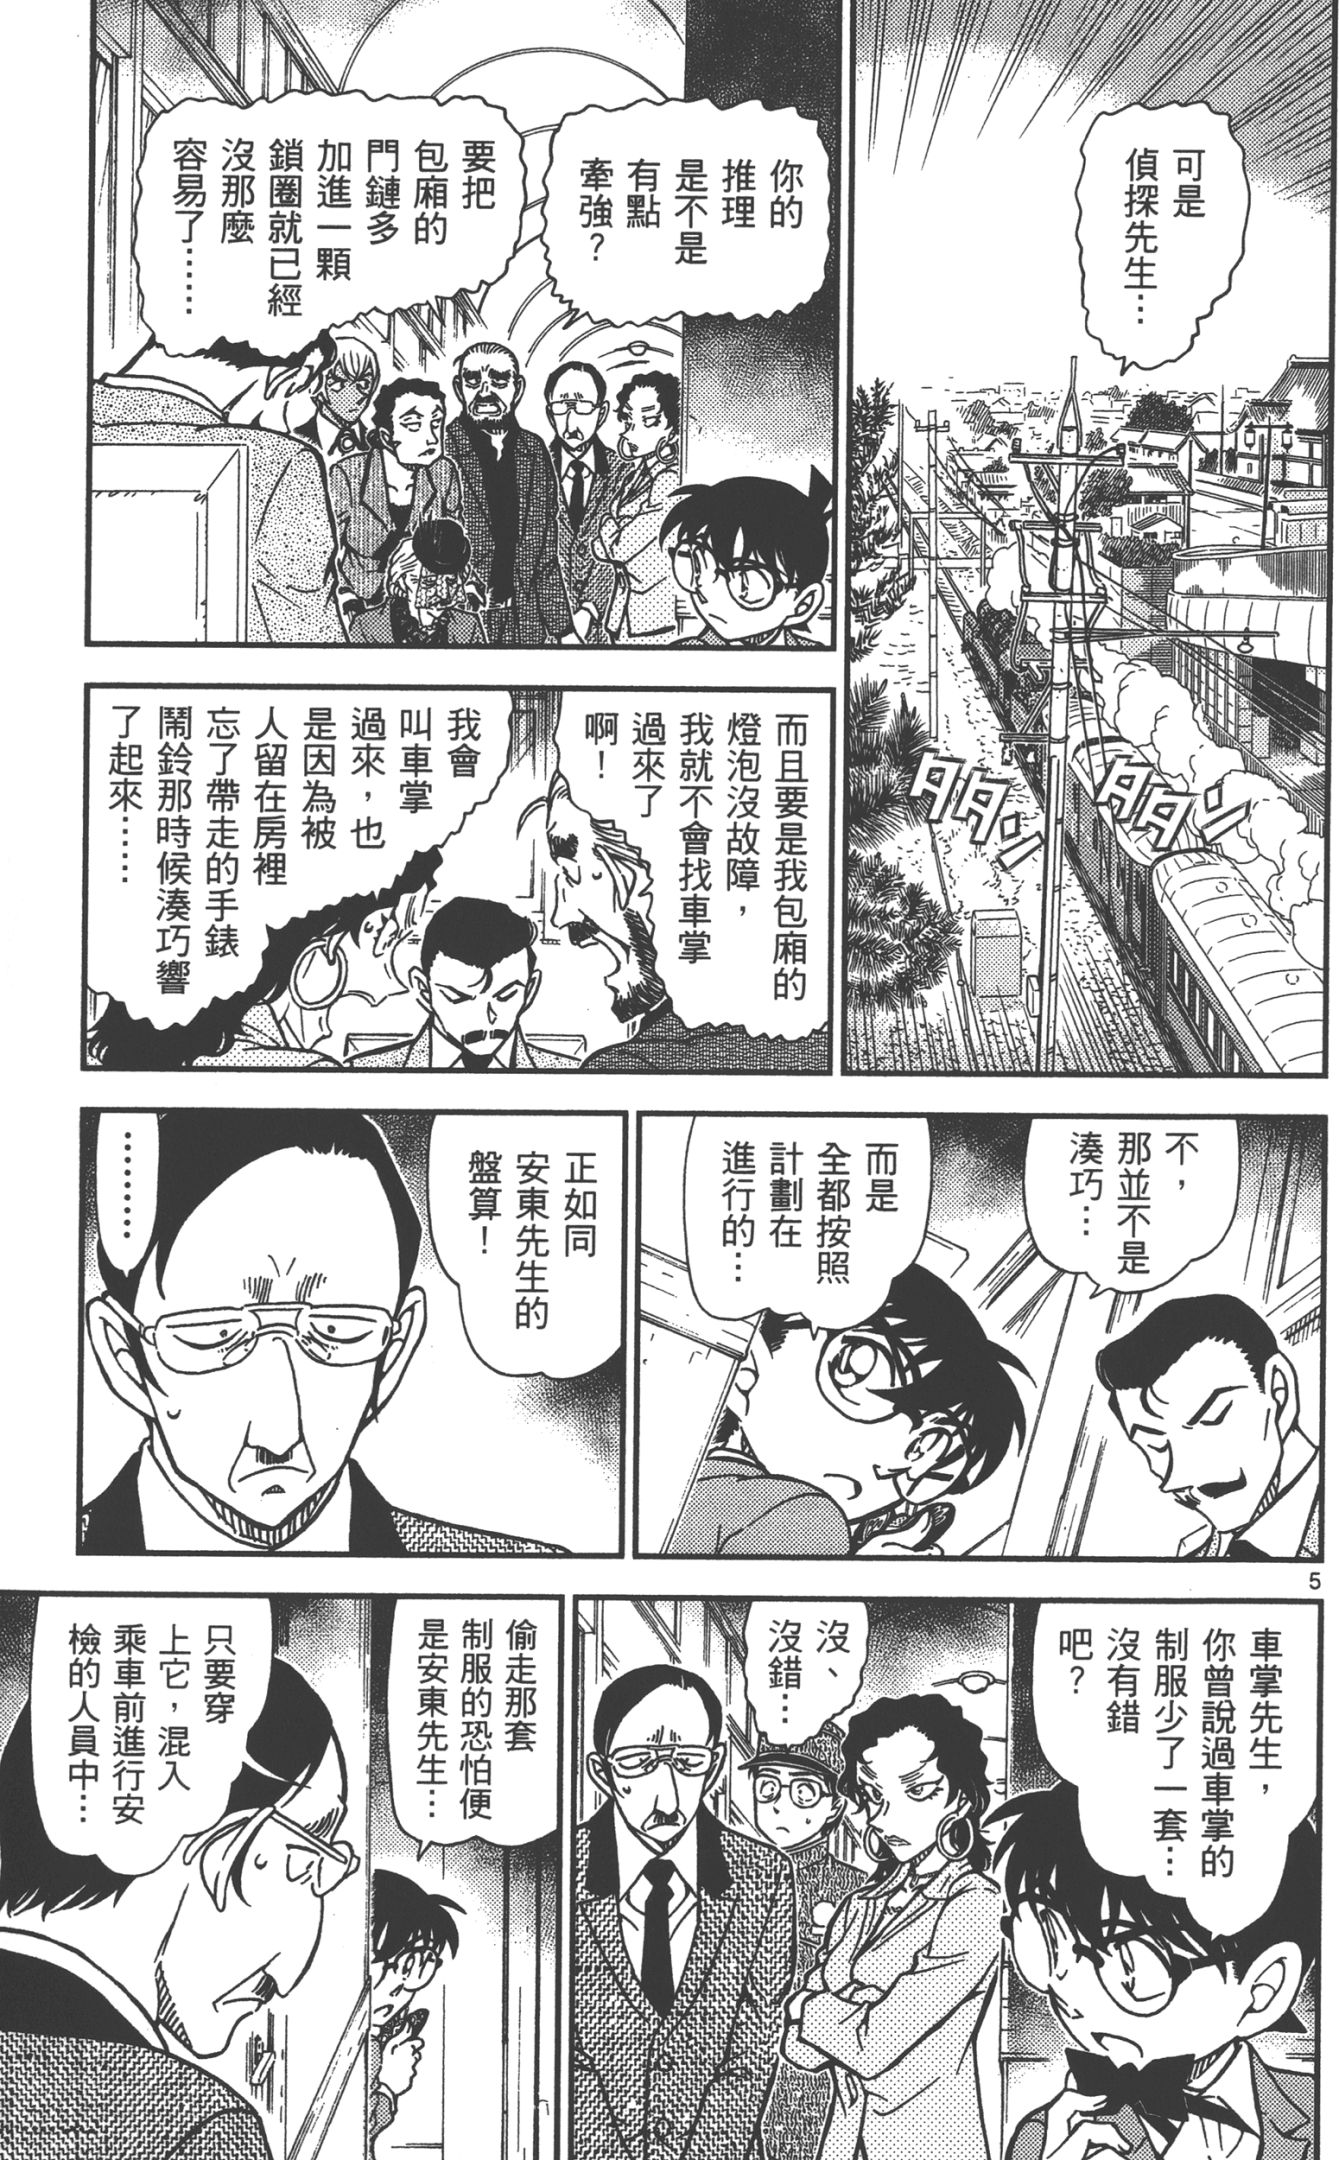 可是
偵探先生…
タタン
タタン
你的
推理
是不是
有點
牽強？
要把
包廂的
門鏈多
加進一顆
鎖圈就已經
沒那麼
容易了……
而且要是我包廂的
燈泡沒故障，
我就不會找車掌
過來了
啊！
我會
叫車掌
過來，也
是因為被
人留在房裡
忘了帶走的手錶
鬧鈴那時候湊巧響
了起來……
不，
那並不是
湊巧…
而是
全都按照
計劃在
進行的…
正如同
安東先生的
盤算！
………
5
車掌先生，
你曾說過車掌的
制服少了一套…
沒有錯
吧？
沒、
沒錯…
偷走那套
制服的恐怕便
是安東先生…
只要穿
上它，混入
乘車前進行安
檢的人員中…